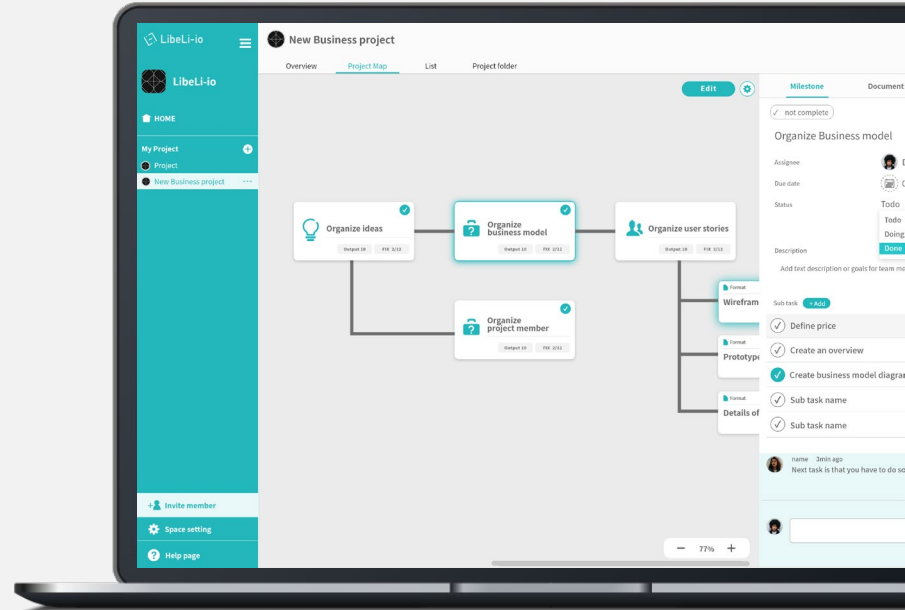 LibeLi-io
LibeLi-io
HOME
My Project
Project
New Business project
Invite member
Space setting
Help page
New Business project
Overview
Project Map
List
Project folder
Edit
Organize ideas
Output 10
FIX 2/12
Organize
business model
Output 10
FIX 2/12
Organize user stories
Output 10
FIX 2/12
Organize
project member
Output 10
FIX 2/12
Format
Wirefram
Format
Prototype
Format
Details of
77%
Milestone
Document
not complete
Organize Business model
Assignee
Due date
Status
Todo
Todo
Doing
Done
Description
Add text description or goals for team me
Sub task
+ Add
Define price
Create an overview
Create business model diagram
Sub task name
Sub task name
name 3min ago
Next task is that you have to do so